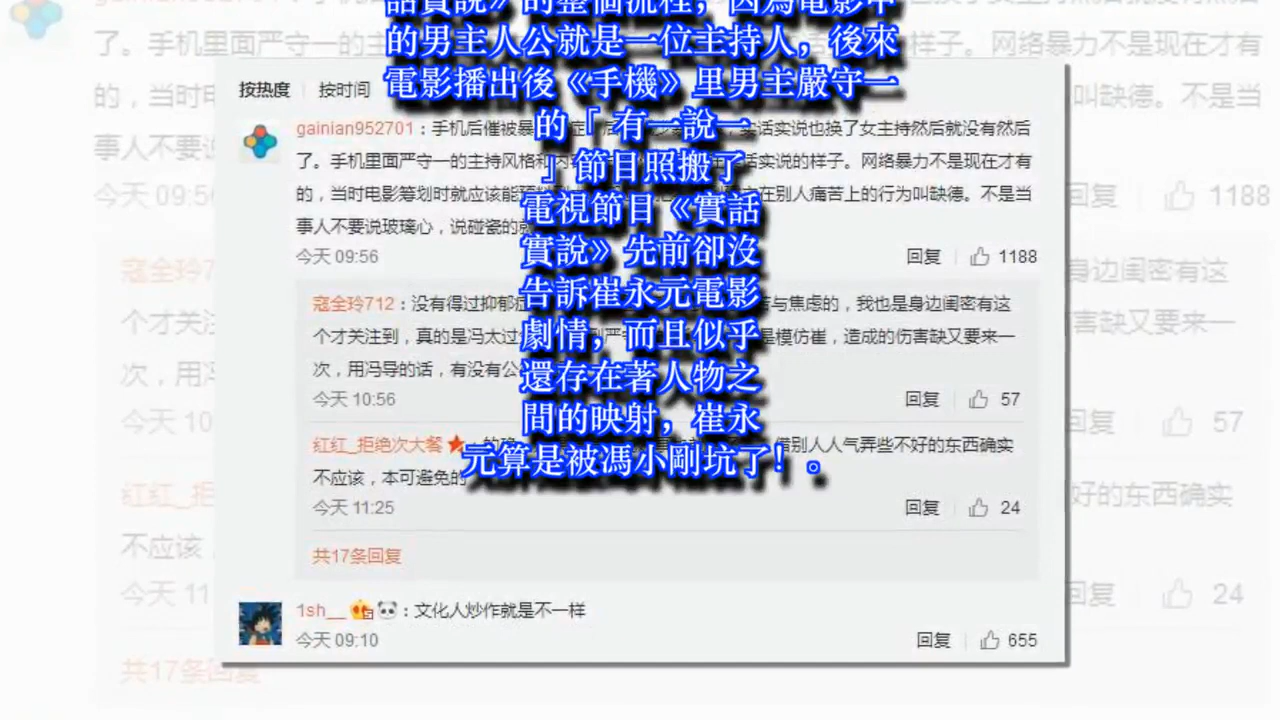 話實說》的整個流程，因為電影中
的男主人公就是一位主持人，後來
電影播出後《手機》里男主嚴守一
的「有一說一
」節目照搬了
電視節目《實話
實說》先前卻沒
告訴崔永元電影
劇情，而且似乎
還存在著人物之
間的映射，崔永
元算是被馮小剛坑了！。
按热度 按时间
gainian952701：手机后催被暴 实话实说也换了女主持然后就没有然后
了。手机里面严守一的主持风格和 话实说的样子。网络暴力不是现在才有
的，当时电影筹划时就应该能预 在别人痛苦上的行为叫缺德。不是当
事人不要说玻璃心，说碰瓷的
今天 09:56 回复 1188
寇全玲712：没有得过抑郁症 与焦虑的，我也是身边闺密有这
个才关注到，真的是冯太过 到严 是模仿崔，造成的伤害缺又要来一
次，用冯导的话，有没有公
今天 10:56 回复 57
红红_拒绝次大餐 借别人人气弄些不好的东西确实
不应该，本可避免的
今天 11:25 回复 24
共17条回复
1sh__ ：文化人炒作就是不一样
今天 09:10 回复 655